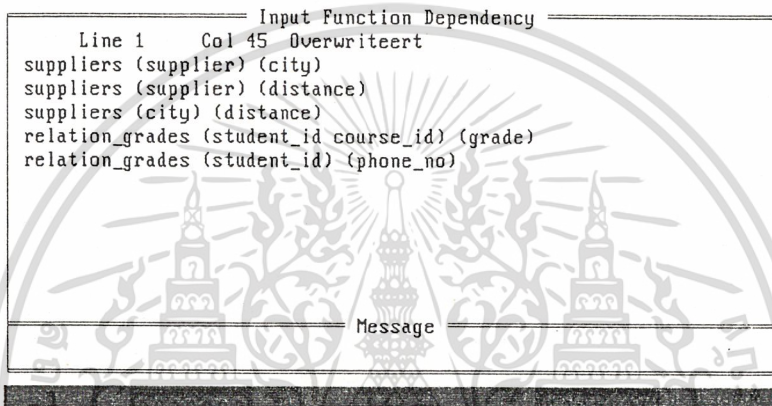 Input Function Dependency
Line 1 Col 45 Overwriteert
suppliers (supplier) (city)
suppliers (supplier) (distance)
suppliers (city) (distance)
relation_grades (student_id course_id) (grade)
relation_grades (student_id) (phone_no)
Message